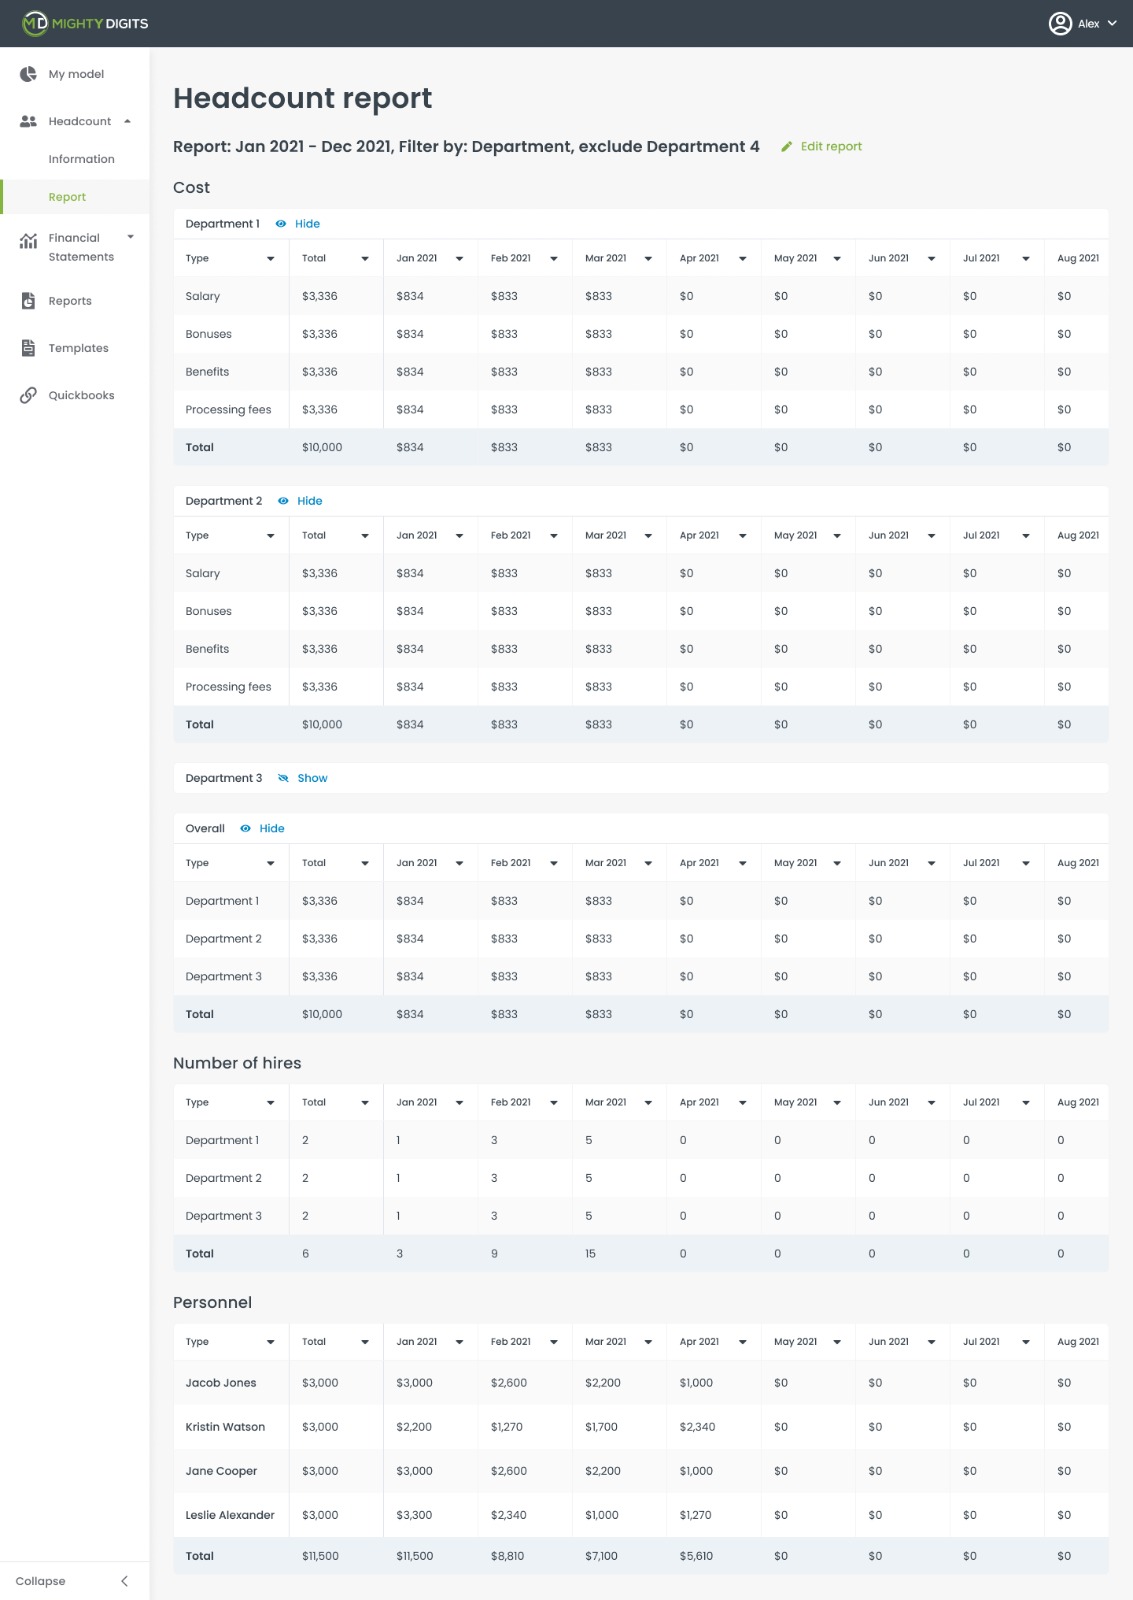 MD MIGHTY DIGITS
Alex
My model
Headcount
Information
Report
Financial
Statements
Reports
Templates
Quickbooks
Collapse
Headcount report
Report: Jan 2021 - Dec 2021, Filter by: Department, exclude Department 4 Edit report
Cost
Department 1 Hide
Type Total Jan 2021 Feb 2021 Mar 2021 Apr 2021 May 2021 Jun 2021 Jul 2021 Aug 2021
Salary $3,336 $834 $833 $833 $0 $0 $0 $0 $0
Bonuses $3,336 $834 $833 $833 $0 $0 $0 $0 $0
Benefits $3,336 $834 $833 $833 $0 $0 $0 $0 $0
Processing fees $3,336 $834 $833 $833 $0 $0 $0 $0 $0
Total $10,000 $834 $833 $833 $0 $0 $0 $0 $0
Department 2 Hide
Type Total Jan 2021 Feb 2021 Mar 2021 Apr 2021 May 2021 Jun 2021 Jul 2021 Aug 2021
Salary $3,336 $834 $833 $833 $0 $0 $0 $0 $0
Bonuses $3,336 $834 $833 $833 $0 $0 $0 $0 $0
Benefits $3,336 $834 $833 $833 $0 $0 $0 $0 $0
Processing fees $3,336 $834 $833 $833 $0 $0 $0 $0 $0
Total $10,000 $834 $833 $833 $0 $0 $0 $0 $0
Department 3 Show
Overall Hide
Type Total Jan 2021 Feb 2021 Mar 2021 Apr 2021 May 2021 Jun 2021 Jul 2021 Aug 2021
Department 1 $3,336 $834 $833 $833 $0 $0 $0 $0 $0
Department 2 $3,336 $834 $833 $833 $0 $0 $0 $0 $0
Department 3 $3,336 $834 $833 $833 $0 $0 $0 $0 $0
Total $10,000 $834 $833 $833 $0 $0 $0 $0 $0
Number of hires
Type Total Jan 2021 Feb 2021 Mar 2021 Apr 2021 May 2021 Jun 2021 Jul 2021 Aug 2021
Department 1 2 1 3 5 0 0 0 0 0
Department 2 2 1 3 5 0 0 0 0 0
Department 3 2 1 3 5 0 0 0 0 0
Total 6 3 9 15 0 0 0 0 0
Personnel
Type Total Jan 2021 Feb 2021 Mar 2021 Apr 2021 May 2021 Jun 2021 Jul 2021 Aug 2021
Jacob Jones $3,000 $3,000 $2,600 $2,200 $1,000 $0 $0 $0 $0
Kristin Watson $3,000 $2,200 $1,270 $1,700 $2,340 $0 $0 $0 $0
Jane Cooper $3,000 $3,000 $2,600 $2,200 $1,000 $0 $0 $0 $0
Leslie Alexander $3,000 $3,300 $2,340 $1,000 $1,270 $0 $0 $0 $0
Total $11,500 $11,500 $8,810 $7,100 $5,610 $0 $0 $0 $0